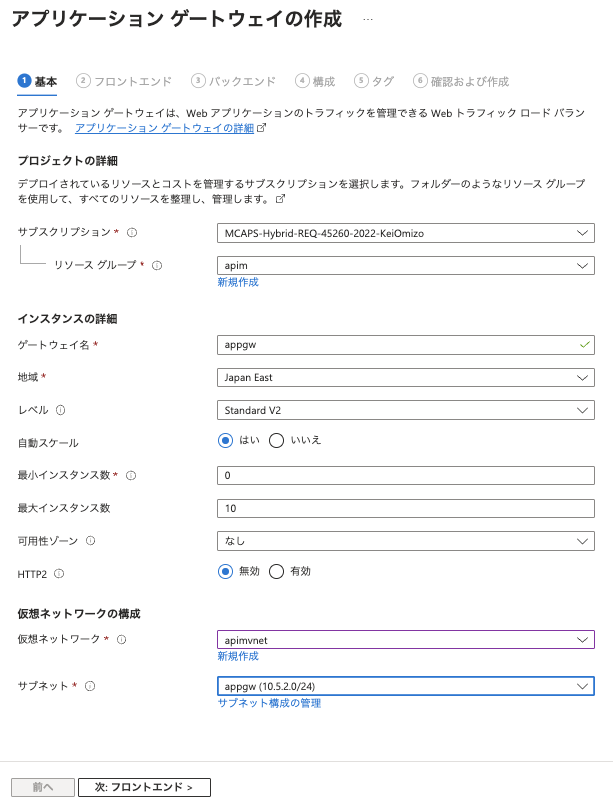 アプリケーション ゲートウェイの作成 …
1 基本 2 フロントエンド 3 バックエンド 4 構成 5 タグ 6 確認および作成
アプリケーション ゲートウェイは、Web アプリケーションのトラフィックを管理できる Web トラフィック ロード バラン
サーです。 アプリケーション ゲートウェイの詳細
プロジェクトの詳細
デプロイされているリソースとコストを管理するサブスクリプションを選択します。フォルダーのようなリソース グループ
を使用して、すべてのリソースを整理し、管理します。
サブスクリプション * MCAPS-Hybrid-REQ-45260-2022-KeiOmizo
リソース グループ * apim
新規作成
インスタンスの詳細
ゲートウェイ名 * appgw
地域 * Japan East
レベル Standard V2
自動スケール はい いいえ
最小インスタンス数 * 0
最大インスタンス数 10
可用性ゾーン なし
HTTP2 無効 有効
仮想ネットワークの構成
仮想ネットワーク * apimvnet
新規作成
サブネット * appgw (10.5.2.0/24)
サブネット構成の管理
前へ 次: フロントエンド >